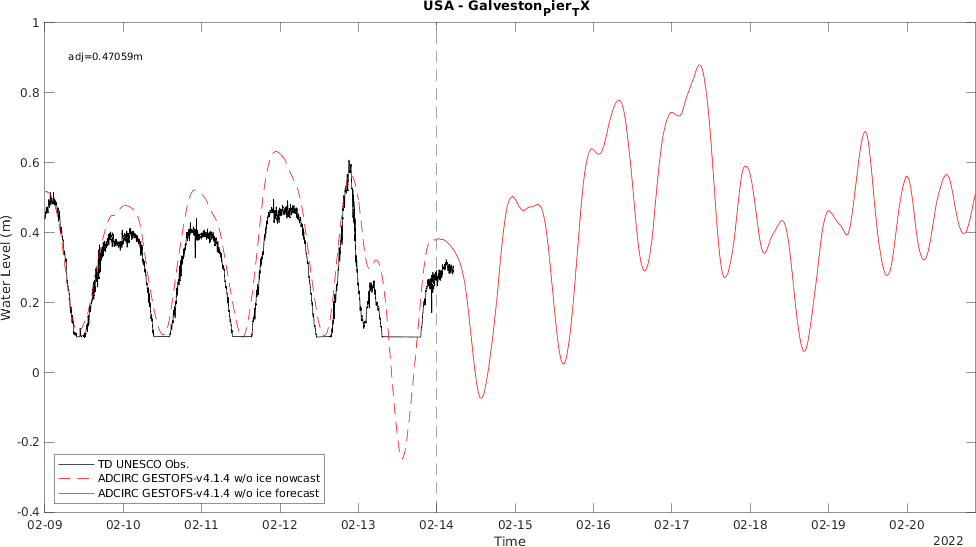 USA - GalvestonPierTX
adj=0.47059m
1
0.8
0.6
0.4
0.2
0
-0.2
-0.4
Water Level (m)
TD UNESCO Obs.
ADCIRC GESTOFS-v4.1.4 w/o ice nowcast
ADCIRC GESTOFS-v4.1.4 w/o ice forecast
02-09 02-10 02-11 02-12 02-13 02-14 02-15 02-16 02-17 02-18 02-19 02-20
Time
2022